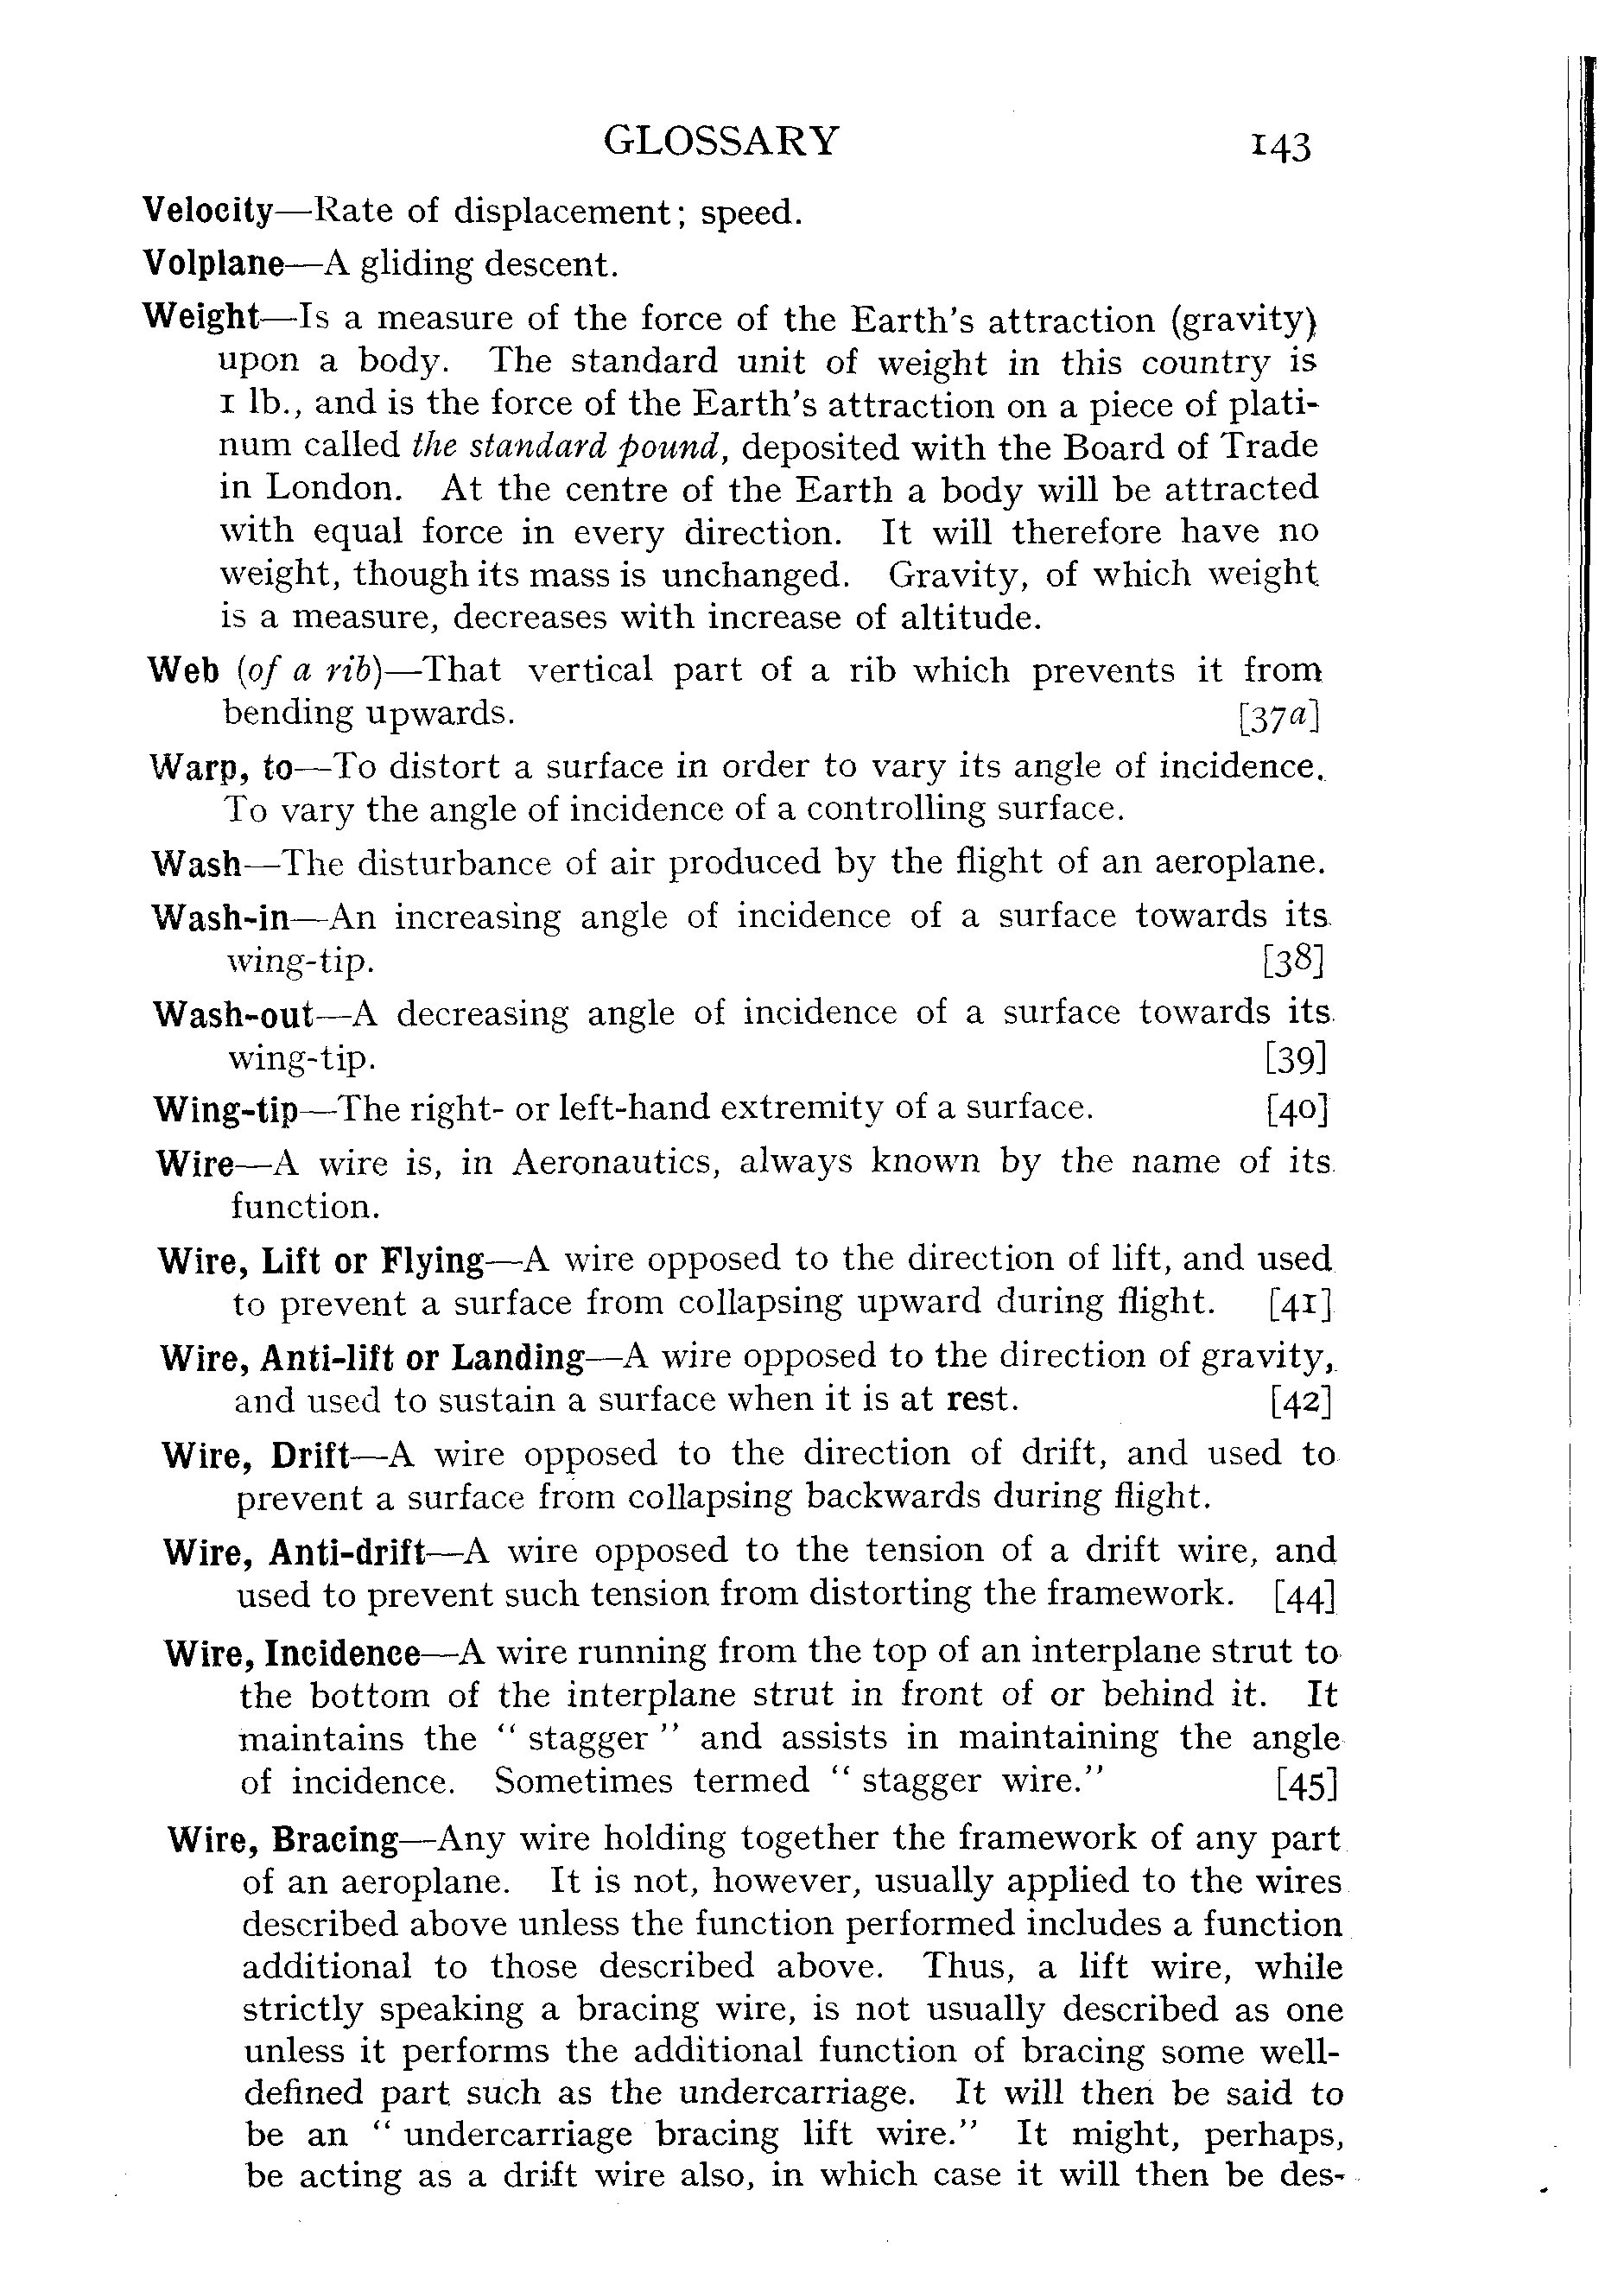 GLOSSARY 143
Velocity—Rate of displacement; speed.
Volplane—A gliding descent.
Weight—Is a measure of the force of the Earth's attraction (gravity)
upon a body. The standard unit of weight in this country is
1 lb., and is the force of the Earth's attraction on a piece of plati-
num called the standard pound, deposited with the Board of Trade
in London. At the centre of the Earth a body will be attracted
with equal force in every direction. It will therefore have no
weight, though its mass is unchanged. Gravity, of which weight
is a measure, decreases with increase of altitude.
Web (of a rib)—That vertical part of a rib which prevents it from
bending upwards. [37a]
Warp, to—To distort a surface in order to vary its angle of incidence.
To vary the angle of incidence of a controlling surface.
Wash—The disturbance of air produced by the flight of an aeroplane.
Wash-in—An increasing angle of incidence of a surface towards its
wing-tip. [38]
Wash-out—A decreasing angle of incidence of a surface towards its
wing-tip. [39]
Wing-tip—The right- or left-hand extremity of a surface. [40]
Wire—A wire is, in Aeronautics, always known by the name of its
function.
Wire, Lift or Flying—A wire opposed to the direction of lift, and used
to prevent a surface from collapsing upward during flight. [41]
Wire, Anti-lift or Landing—A wire opposed to the direction of gravity,
and used to sustain a surface when it is at rest. [42]
Wire, Drift—A wire opposed to the direction of drift, and used to
prevent a surface from collapsing backwards during flight.
Wire, Anti-drift—A wire opposed to the tension of a drift wire, and
used to prevent such tension from distorting the framework. [44]
Wire, Incidence—A wire running from the top of an interplane strut to
the bottom of the interplane strut in front of or behind it. It
maintains the "stagger" and assists in maintaining the angle
of incidence. Sometimes termed "stagger wire." [45]
Wire, Bracing—Any wire holding together the framework of any part
of an aeroplane. It is not, however, usually applied to the wires
described above unless the function performed includes a function
additional to those described above. Thus, a lift wire, while
strictly speaking a bracing wire, is not usually described as one
unless it performs the additional function of bracing some well-
defined part such as the undercarriage. It will then be said to
be an "undercarriage bracing lift wire." It might, perhaps,
be acting as a drift wire also, in which case it will then be des-